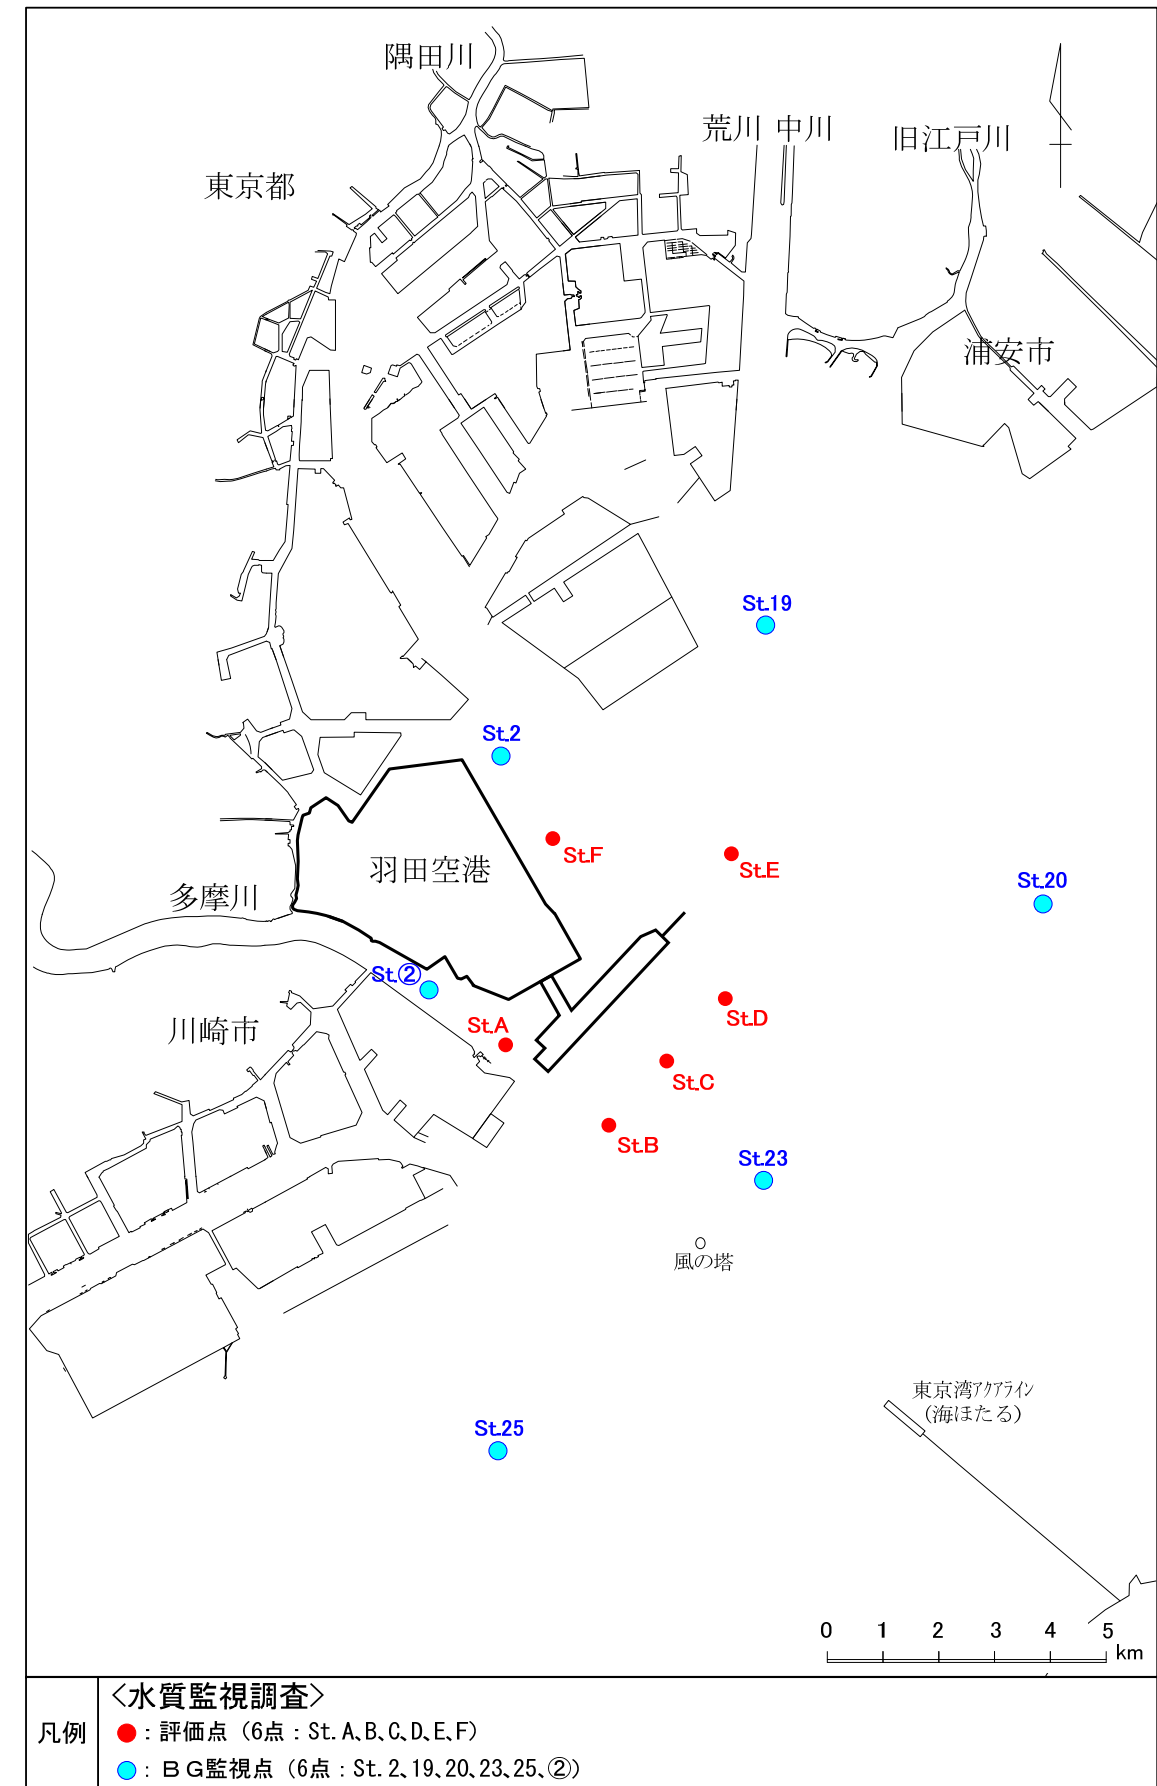 隅田川
荒川 中川
旧江戸川
東京都
浦安市
St.19
St.2
St.F
St.E
羽田空港
St.20
多摩川
St.②
St.D
St.A
川崎市
St.C
St.B
St.23
風の塔
東京湾アクアライン
(海ほたる)
St.25
0 1 2 3 4 5
km
凡例
<水質監視調査>
●:評価点(6点:St.A、B、C、D、E、F)
●:BG監視点(6点:St.2、19、20、23、25、②)